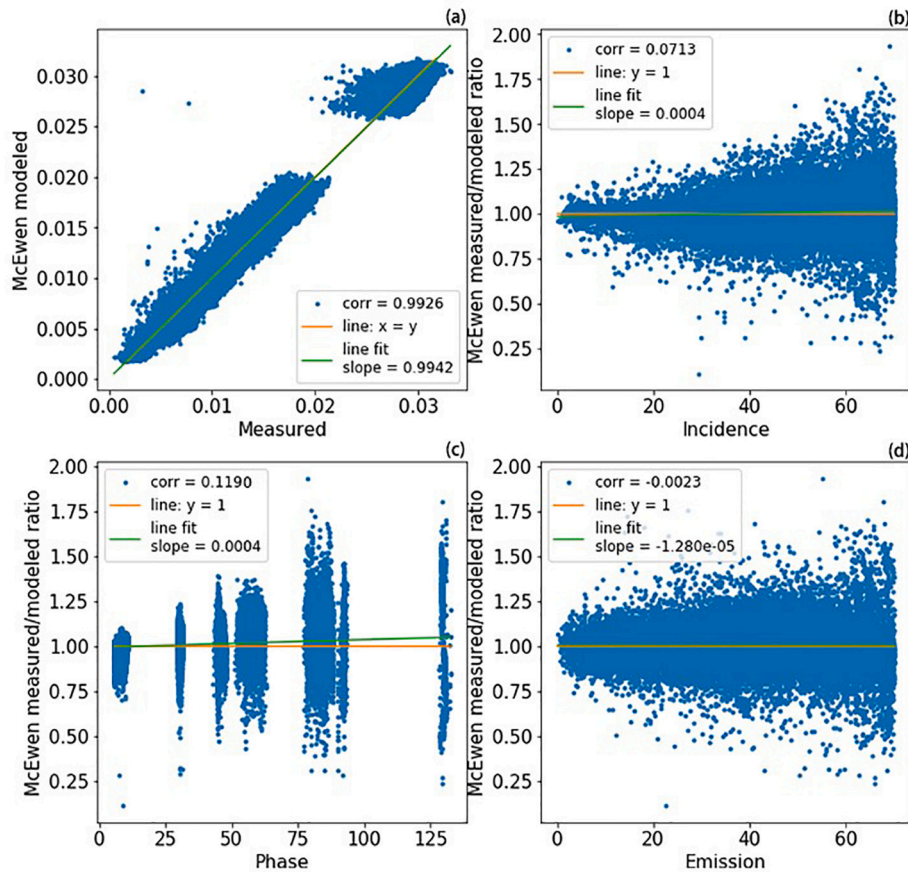 (a)
McEwen modeled
0.030
0.025
0.020
0.015
0.010
0.005
0.000
corr = 0.9926
line: x = y
line fit
slope = 0.9942
0.00 0.01 0.02 0.03
Measured
(b)
McEwen measured/modeled ratio
2.00
1.75
1.50
1.25
1.00
0.75
0.50
0.25
corr = 0.0713
line: y = 1
line fit
slope = 0.0004
0 20 40 60
Incidence
(c)
McEwen measured/modeled ratio
2.00
1.75
1.50
1.25
1.00
0.75
0.50
0.25
corr = 0.1190
line: y = 1
line fit
slope = 0.0004
0 25 50 75 100 125
Phase
(d)
McEwen measured/modeled ratio
2.00
1.75
1.50
1.25
1.00
0.75
0.50
0.25
corr = -0.0023
line: y = 1
line fit
slope = -1.280e-05
0 20 40 60
Emission